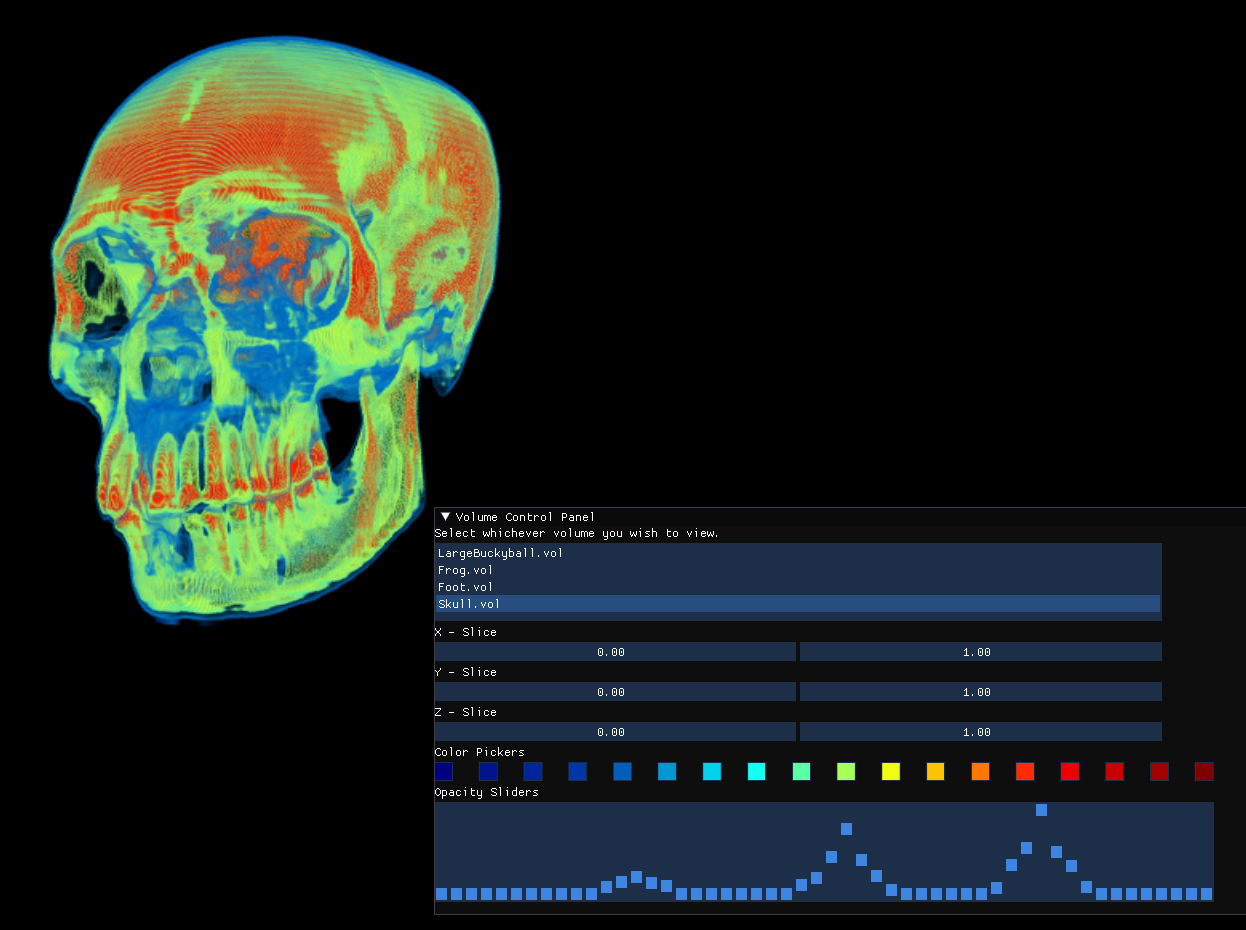 Volume Control Panel
Select whichever volume you wish to view.
LargeBuckyball.vol
Frog.vol
Foot.vol
Skull.vol
X - Slice
0.00 1.00
Y - Slice
0.00 1.00
Z - Slice
0.00 1.00
Color Pickers
Opacity Sliders